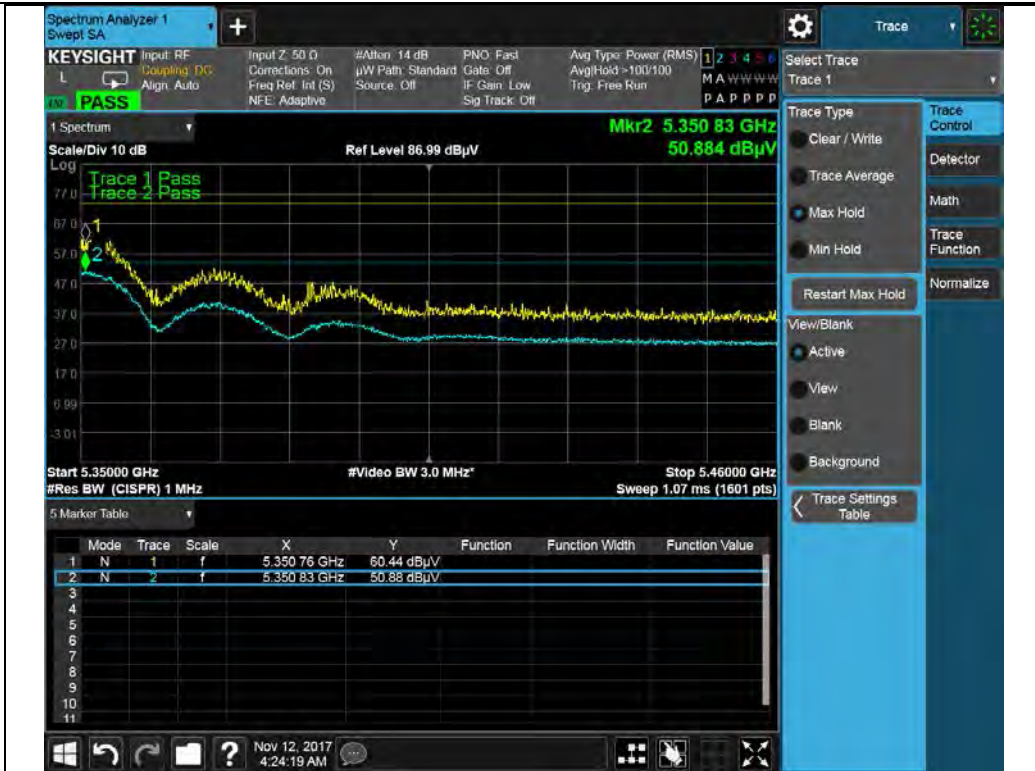 Spectrum Analyzer 1
Swept SA
+
Trace
KEYSIGHT
L
PASS
Input: RF
Coupling: DC
Align: Auto
Input Z: 50 Ω
Corrections: On
Freq Ref: Int (S)
NFE: Adaptive
#Atten: 14 dB
µW Path: Standard
Source: Off
PNO: Fast
Gate: Off
IF Gain: Low
Sig Track: Off
Avg Type: Power (RMS)
Avg|Hold >100/100
Trig: Free Run
1 2 3 4 5 6
M A W W W W
P A P P P P
Select Trace
Trace 1
1 Spectrum
Scale/Div 10 dB
Ref Level 86.99 dBµV
Mkr2 5.350 83 GHz
50.884 dBµV
Log
Trace 1 Pass
Trace 2 Pass
77.0
67.0
57.0
47.0
37.0
27.0
17.0
6.99
-3.01
1
2
Start 5.35000 GHz
#Video BW 3.0 MHz*
Stop 5.46000 GHz
#Res BW (CISPR) 1 MHz
Sweep 1.07 ms (1601 pts)
5 Marker Table
Mode Trace Scale X Y Function Function Width Function Value
1 N 1 f 5.350 76 GHz 60.44 dBµV
2 N 2 f 5.350 83 GHz 50.88 dBµV
3
4
5
6
7
8
9
10
11
Trace Type
Clear / Write
Trace Average
Max Hold
Min Hold
Restart Max Hold
View/Blank
Active
View
Blank
Background
Trace Settings
Table
Trace
Control
Detector
Math
Trace
Function
Normalize
?
Nov 12, 2017
4:24:19 AM